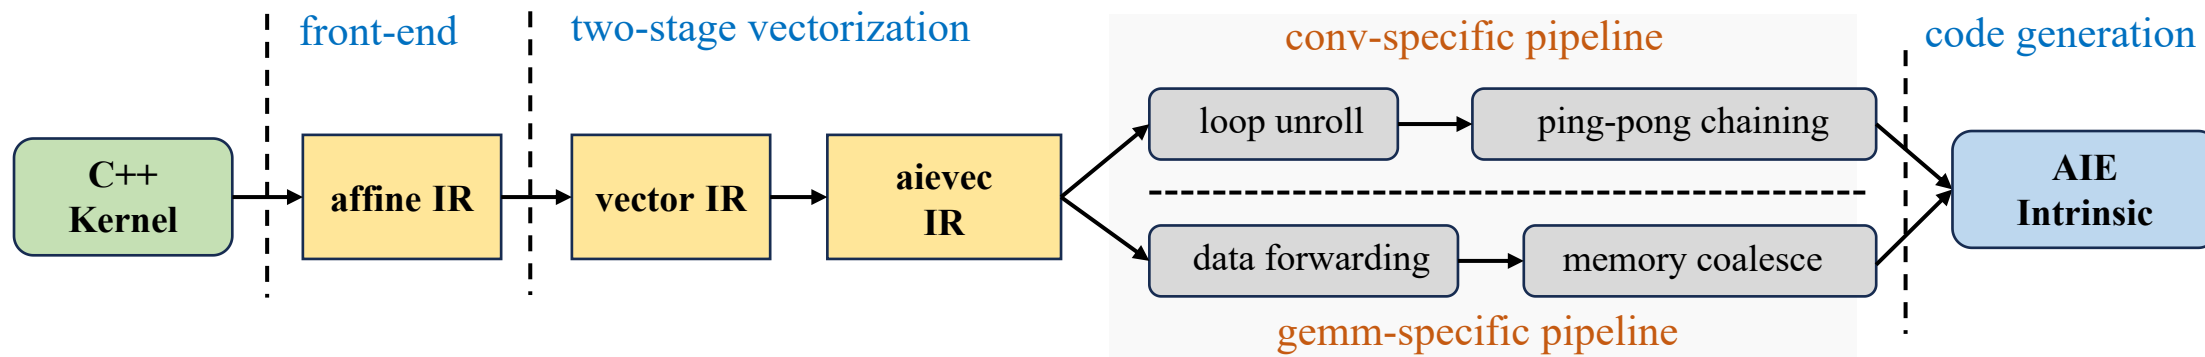 front-end
two-stage vectorization
conv-specific pipeline
code generation
C++
Kernel
affine IR
vector IR
aievec
IR
loop unroll
ping-pong chaining
data forwarding
memory coalesce
gemm-specific pipeline
AIE
Intrinsic